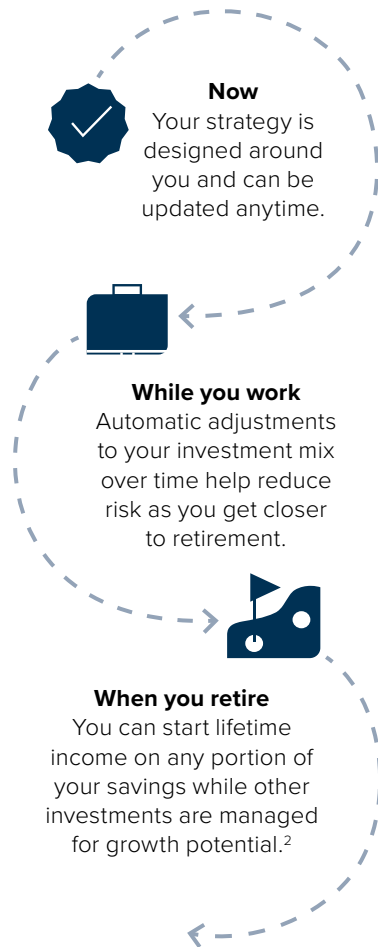 Now
Your strategy is
designed around
you and can be
updated anytime.
While you work
Automatic adjustments
to your investment mix
over time help reduce
risk as you get closer
to retirement.
When you retire
You can start lifetime
income on any portion of
your savings while other
investments are managed
for growth potential.²